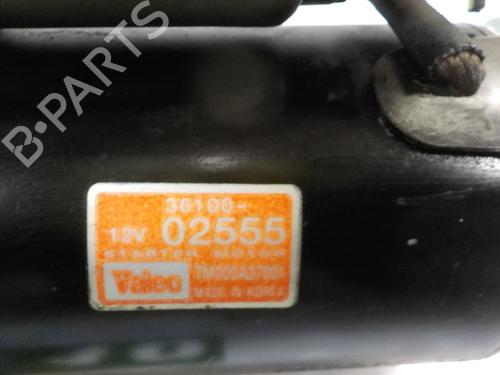 B-PARTS
36100-
12V 02555
STARTER MOTOR
Valeo TM000A37001
MADE IN KOREA